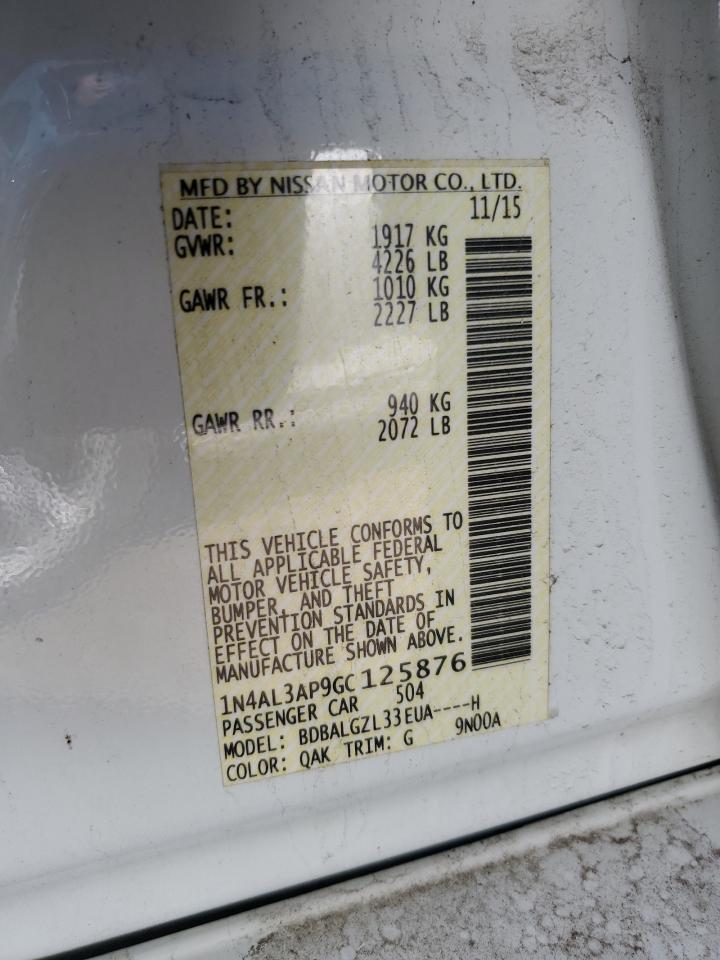 MFD BY NISSAN MOTOR CO., LTD.
DATE: 11/15
GVWR: 1917 KG
4226 LB
GAWR FR.: 1010 KG
2227 LB
GAWR RR.: 940 KG
2072 LB
THIS VEHICLE CONFORMS TO
ALL APPLICABLE FEDERAL
MOTOR VEHICLE SAFETY,
BUMPER, AND THEFT
PREVENTION STANDARDS IN
EFFECT ON THE DATE OF
MANUFACTURE SHOWN ABOVE.
1N4AL3AP9GC125876
PASSENGER CAR 504
MODEL: BDBALGZL33EUA----H
COLOR: QAK TRIM: G 9N00A